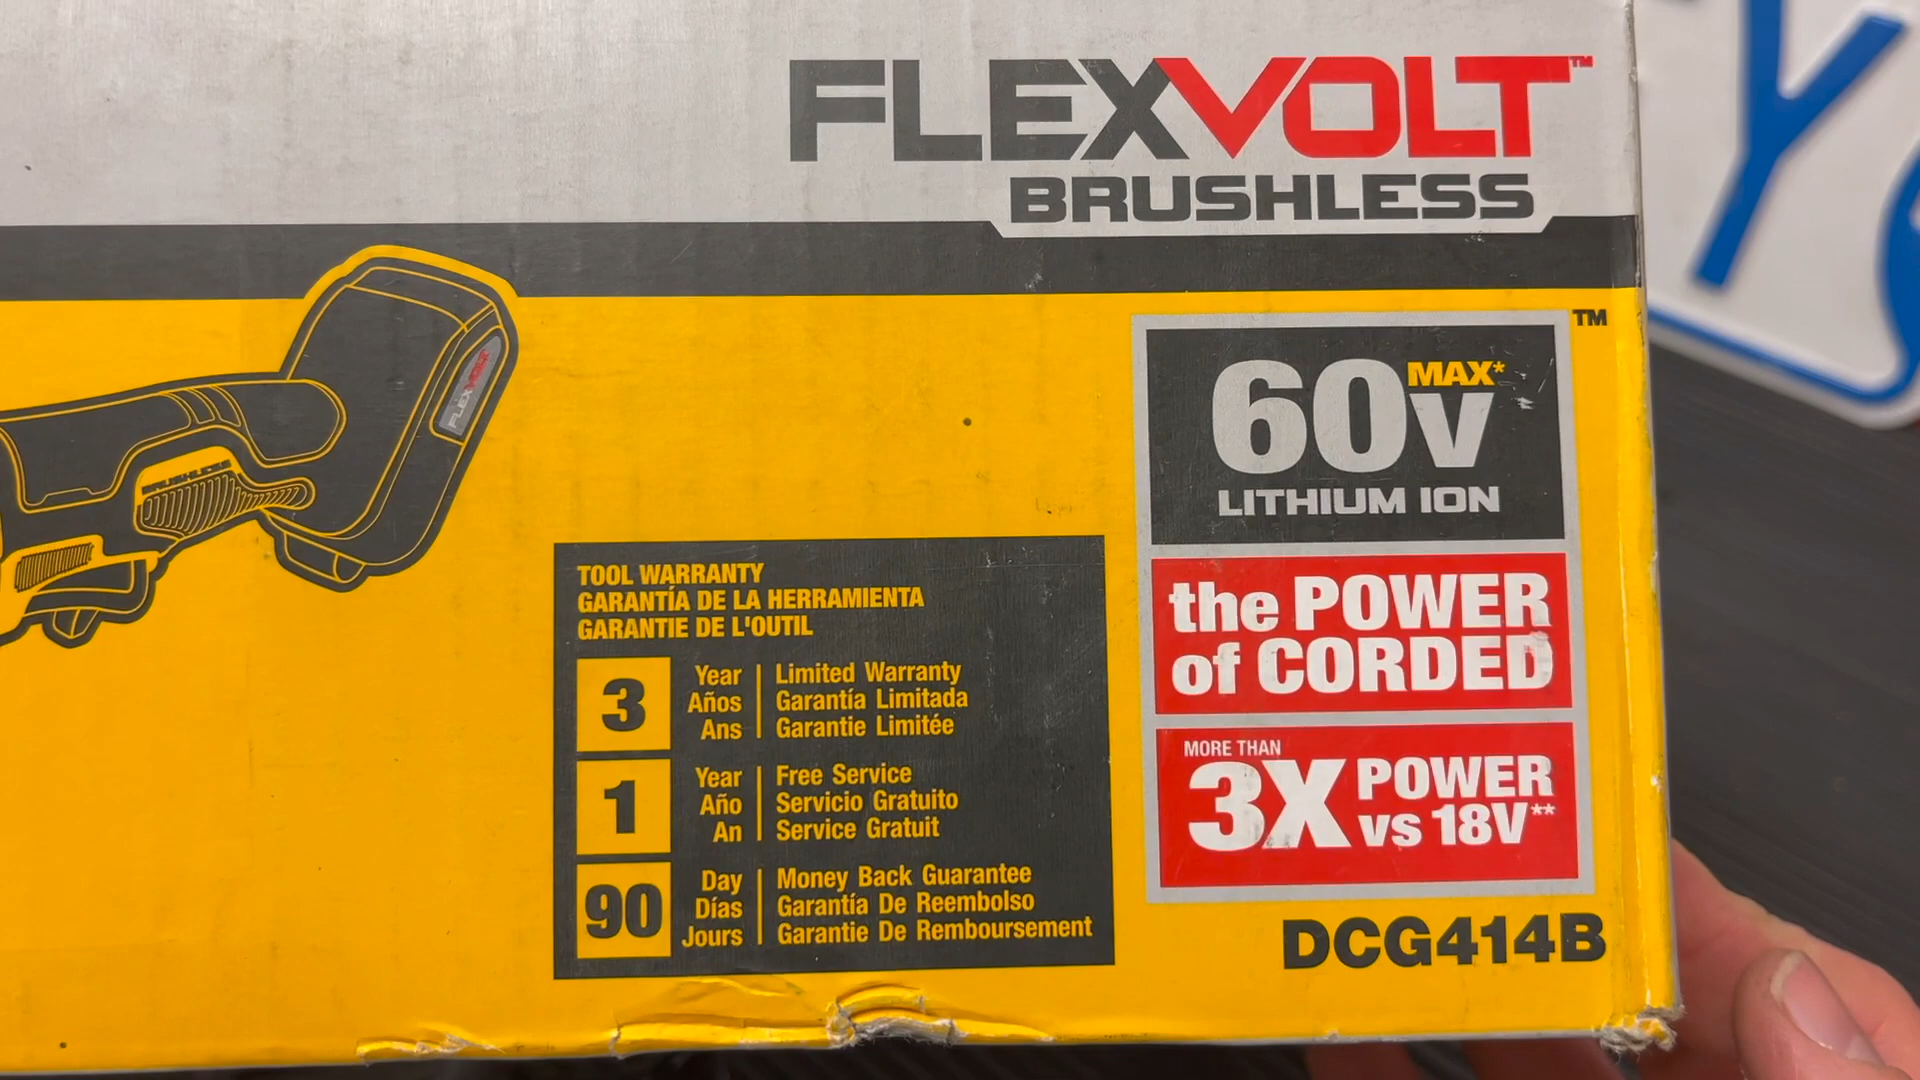 FLEXVOLT™
BRUSHLESS
™
60V MAX*
LITHIUM ION
the POWER
of CORDED
MORE THAN
3X POWER
vs 18V**
DCG414B
FLEXVOLT
BRUSHLESS
TOOL WARRANTY
GARANTÍA DE LA HERRAMIENTA
GARANTIE DE L'OUTIL
3
Year | Limited Warranty
Años | Garantía Limitada
Ans | Garantie Limitée
1
Year | Free Service
Año | Servicio Gratuito
An | Service Gratuit
90
Day | Money Back Guarantee
Días | Garantía De Reembolso
Jours | Garantie De Remboursement
Y